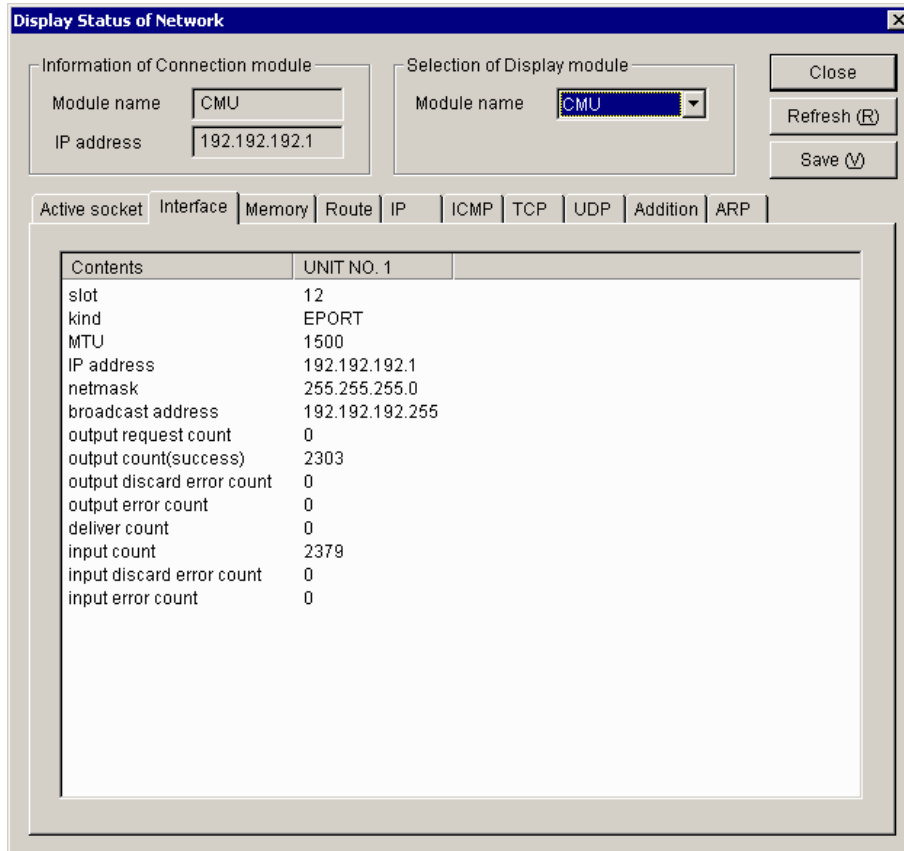 Display Status of Network
Information of Connection module
Module name CMU
IP address 192.192.192.1
Selection of Display module
Module name CMU
Close
Refresh (R)
Save (V)
Active socket Interface Memory Route IP ICMP TCP UDP Addition ARP
Contents UNIT NO. 1
slot 12
kind EPORT
MTU 1500
IP address 192.192.192.1
netmask 255.255.255.0
broadcast address 192.192.192.255
output request count 0
output count(success) 2303
output discard error count 0
output error count 0
deliver count 0
input count 2379
input discard error count 0
input error count 0